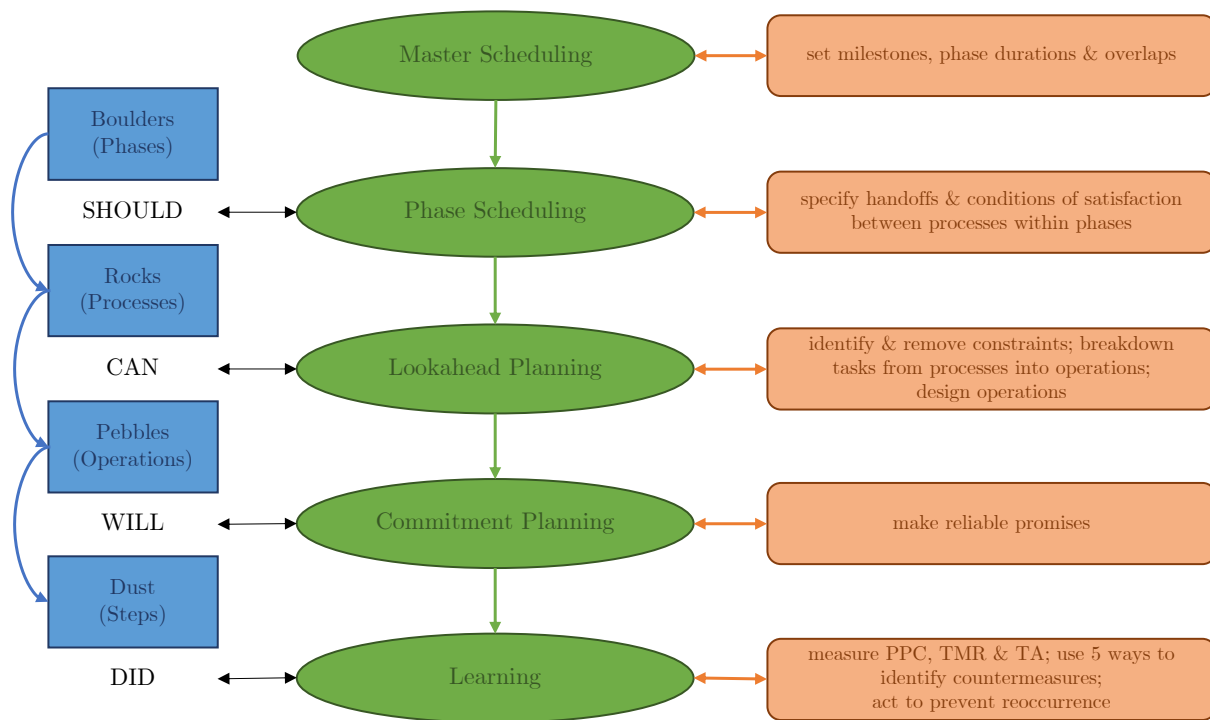 Master Scheduling
set milestones, phase durations & overlaps
Boulders
(Phases)
SHOULD
Phase Scheduling
specify handoffs & conditions of satisfaction
between processes within phases
Rocks
(Processes)
CAN
Lookahead Planning
identify & remove constraints; breakdown
tasks from processes into operations;
design operations
Pebbles
(Operations)
WILL
Commitment Planning
make reliable promises
Dust
(Steps)
DID
Learning
measure PPC, TMR & TA; use 5 ways to
identify countermeasures;
act to prevent reoccurrence